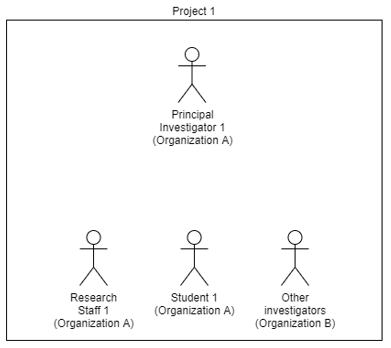 Project 1
Principal
Investigator 1
(Organization A)
Research
Staff 1
(Organization A)
Student 1
(Organization A)
Other
investigators
(Organization B)